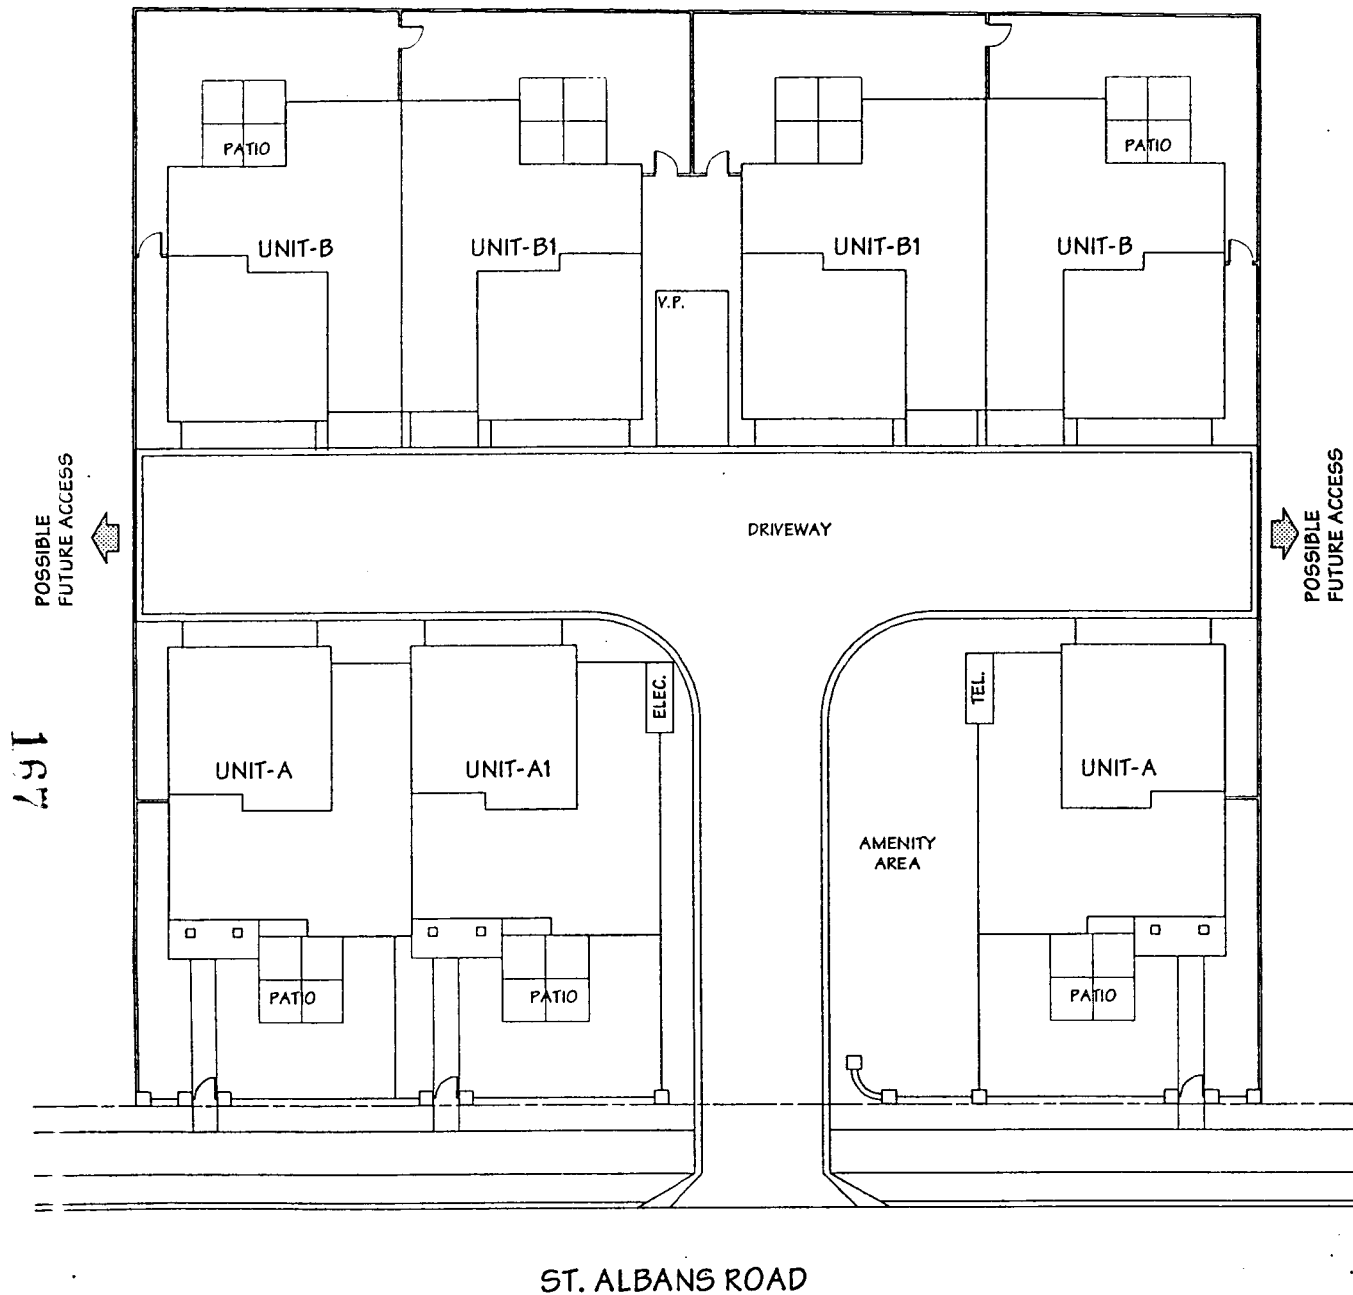 PATIO
PATIO
UNIT-B
UNIT-B1
UNIT-B1
UNIT-B
V.P.
POSSIBLE
FUTURE ACCESS
DRIVEWAY
POSSIBLE
FUTURE ACCESS
ELEC.
TEL.
167
UNIT-A
UNIT-A1
UNIT-A
AMENITY
AREA
PATIO
PATIO
PATIO
ST. ALBANS ROAD